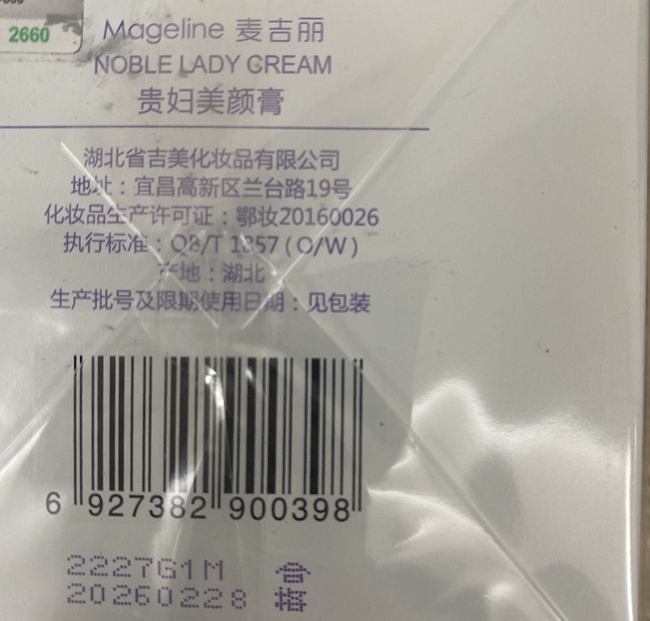 2660
Mageline 麦吉丽
NOBLE LADY CREAM
贵妇美颜膏
湖北省吉美化妆品有限公司
地址：宜昌高新区兰台路19号
化妆品生产许可证：鄂妆20160026
执行标准：QB/T 1857（O/W）
产地：湖北
生产批号及限期使用日期：见包装
6 927382 900398
2227G1M
20260228
合格